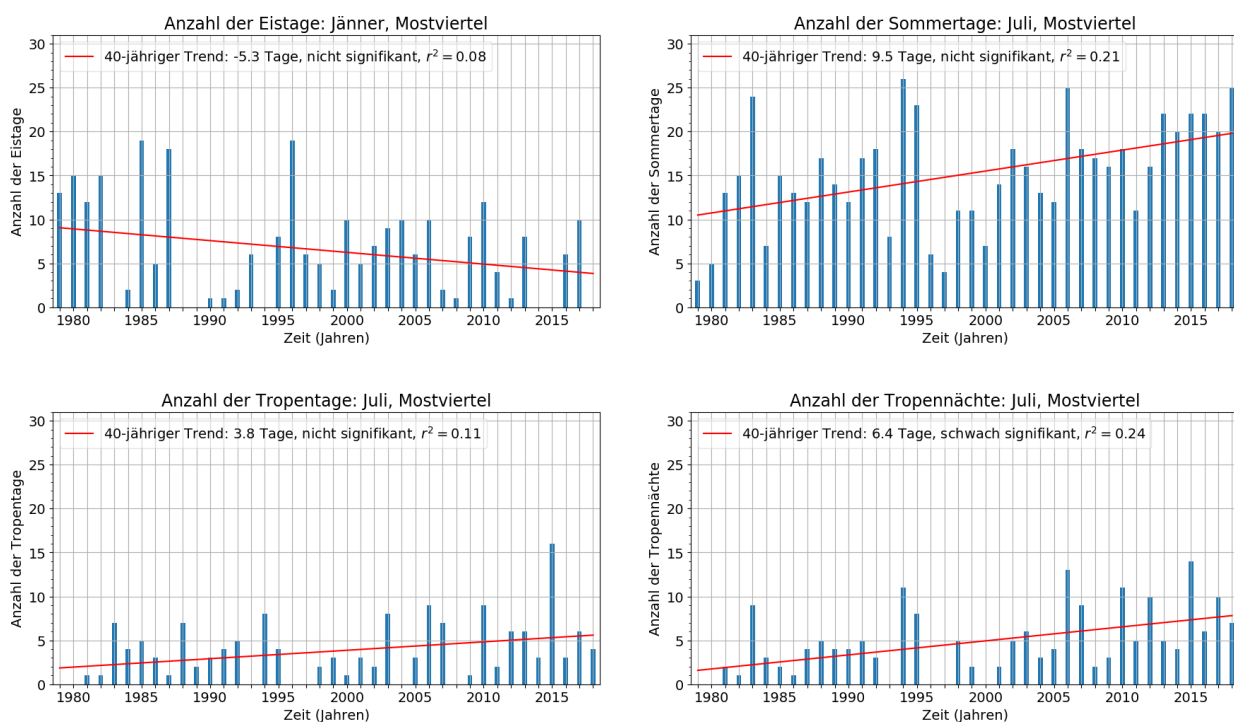 Anzahl der Eistage: Jänner, Mostviertel
40-jähriger Trend: -5.3 Tage, nicht signifikant, r² = 0.08
Anzahl der Eistage
30
25
20
15
10
5
0
1980 1985 1990 1995 2000 2005 2010 2015
Zeit (Jahren)
Anzahl der Sommertage: Juli, Mostviertel
40-jähriger Trend: 9.5 Tage, nicht signifikant, r² = 0.21
Anzahl der Sommertage
30
25
20
15
10
5
0
1980 1985 1990 1995 2000 2005 2010 2015
Zeit (Jahren)
Anzahl der Tropentage: Juli, Mostviertel
40-jähriger Trend: 3.8 Tage, nicht signifikant, r² = 0.11
Anzahl der Tropentage
30
25
20
15
10
5
0
1980 1985 1990 1995 2000 2005 2010 2015
Zeit (Jahren)
Anzahl der Tropennächte: Juli, Mostviertel
40-jähriger Trend: 6.4 Tage, schwach signifikant, r² = 0.24
Anzahl der Tropennächte
30
25
20
15
10
5
0
1980 1985 1990 1995 2000 2005 2010 2015
Zeit (Jahren)